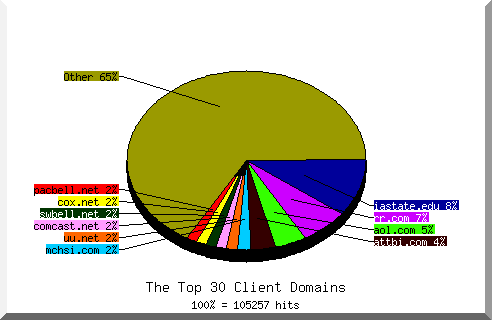 Other 65%
pacbell.net 2%
cox.net 2%
swbell.net 2%
comcast.net 2%
uu.net 2%
mchsi.com 2%
iastate.edu 8%
rr.com 7%
aol.com 5%
attbi.com 4%
The Top 30 Client Domains
100% = 105257 hits